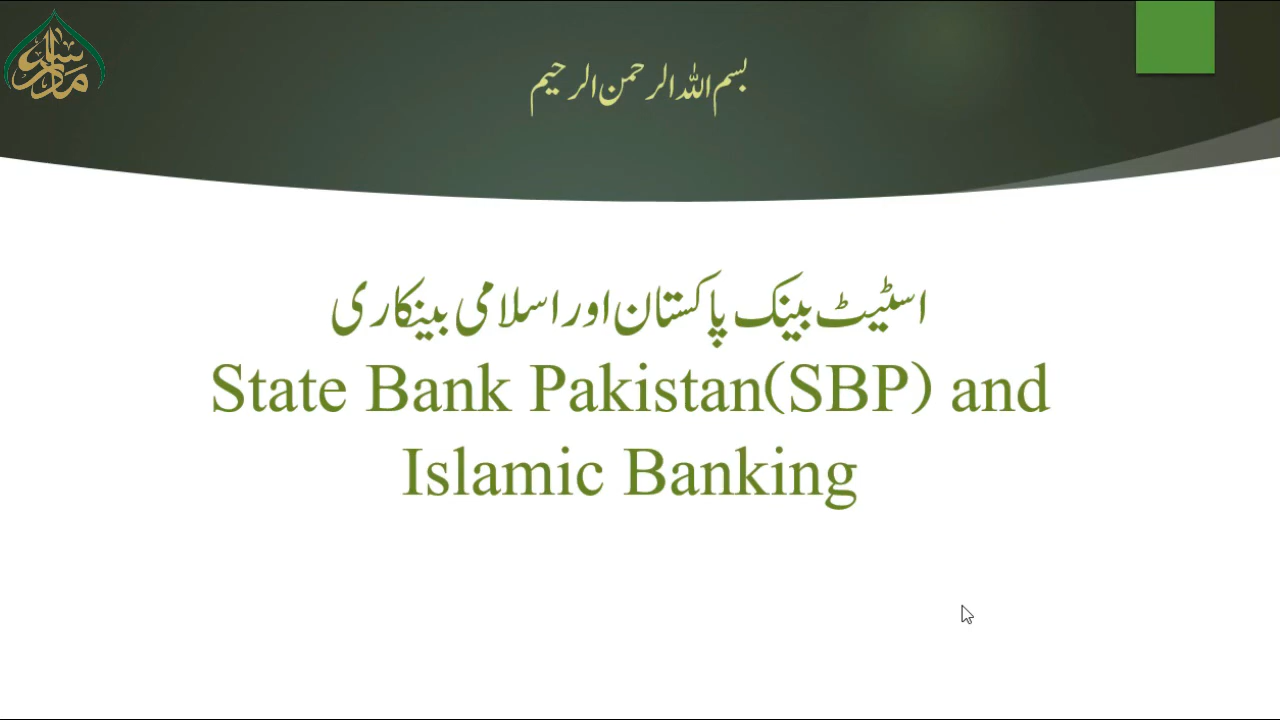 بسم اللہ الرحمن الرحیم
اسٹیٹ بینک پاکستان اور اسلامی بینکاری
State Bank Pakistan(SBP) and
Islamic Banking